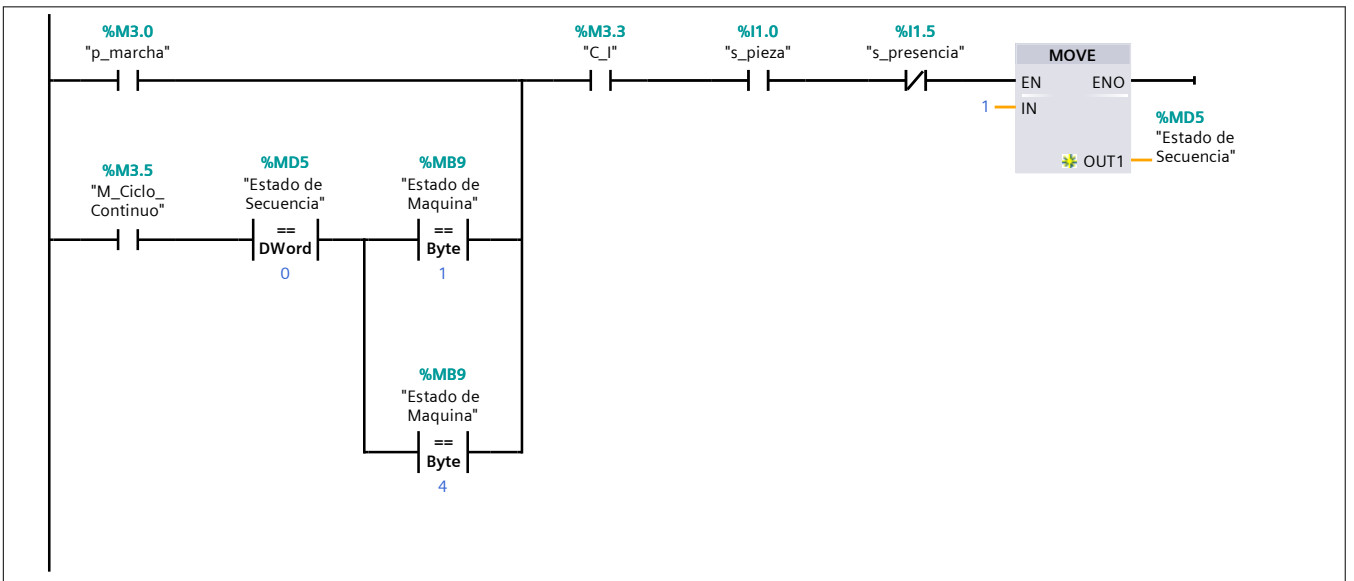 %M3.0
"p_marcha"
%M3.3
"C_I"
%I1.0
"s_pieza"
%I1.5
"s_presencia"
MOVE
EN
ENO
1
IN
OUT1
%MD5
"Estado de
Secuencia"
%M3.5
"M_Ciclo_
Continuo"
%MD5
"Estado de
Secuencia"
==
DWord
0
%MB9
"Estado de
Maquina"
==
Byte
1
%MB9
"Estado de
Maquina"
==
Byte
4